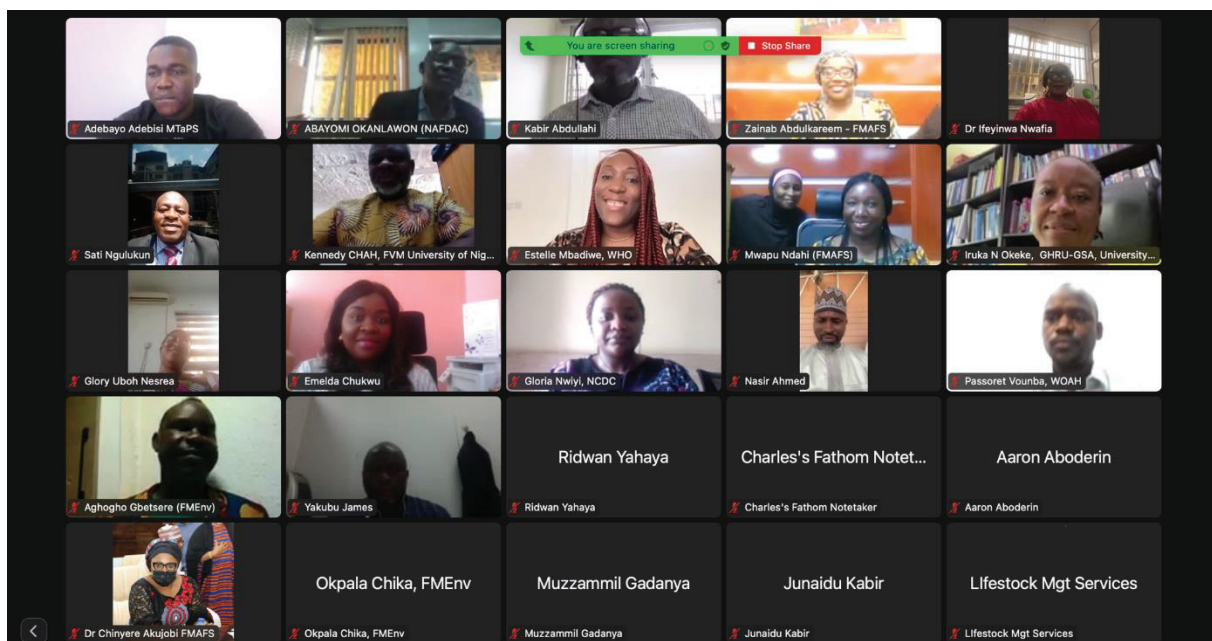 You are screen sharing
Stop Share
Adebayo Adebisi MTaPS
ABAYOMI OKANLAWON (NAFDAC)
Kabir Abdullahi
Zainab Abdulkareem - FMAFS
Dr Ifeyinwa Nwafia
Sati Ngulukun
Kennedy CHAH, FVM University of Nig...
Estelle Mbadiwe, WHO
Mwapu Ndahi (FMAFS)
Iruka N Okeke, GHRU-GSA, University...
Glory Uboh Nesrea
Emelda Chukwu
Gloria Nwiyi, NCDC
Nasir Ahmed
Passoret Vounba, WOAH
Aghogho Gbetsere (FMEnv)
Yakubu James
Ridwan Yahaya
Ridwan Yahaya
Charles's Fathom Notet...
Charles's Fathom Notetaker
Aaron Aboderin
Aaron Aboderin
Dr Chinyere Akujobi FMAFS
Okpala Chika, FMEnv
Okpala Chika, FMEnv
Muzzammil Gadanya
Muzzammil Gadanya
Junaidu Kabir
Junaidu Kabir
LIfestock Mgt Services
LIfestock Mgt Services